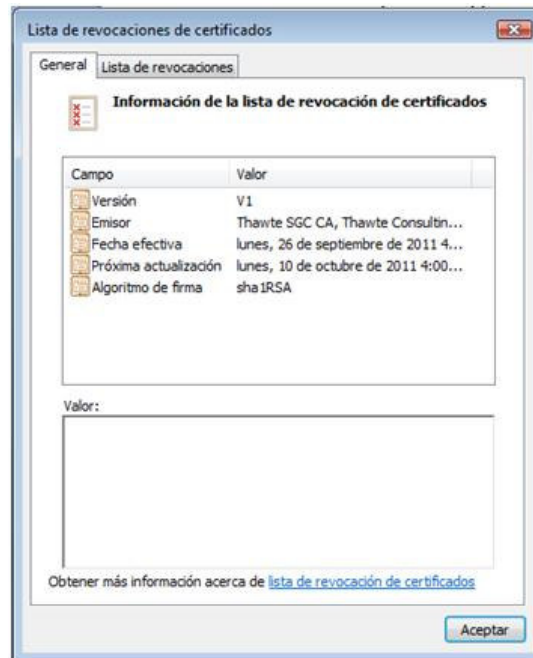 Lista de revocaciones de certificados
General Lista de revocaciones
Información de la lista de revocación de certificados
Campo Valor
Versión V1
Emisor Thawte SGC CA, Thawte Consultin...
Fecha efectiva lunes, 26 de septiembre de 2011 4...
Próxima actualización lunes, 10 de octubre de 2011 4:00...
Algoritmo de firma sha1RSA
Valor:
Obtener más información acerca de lista de revocación de certificados
Aceptar